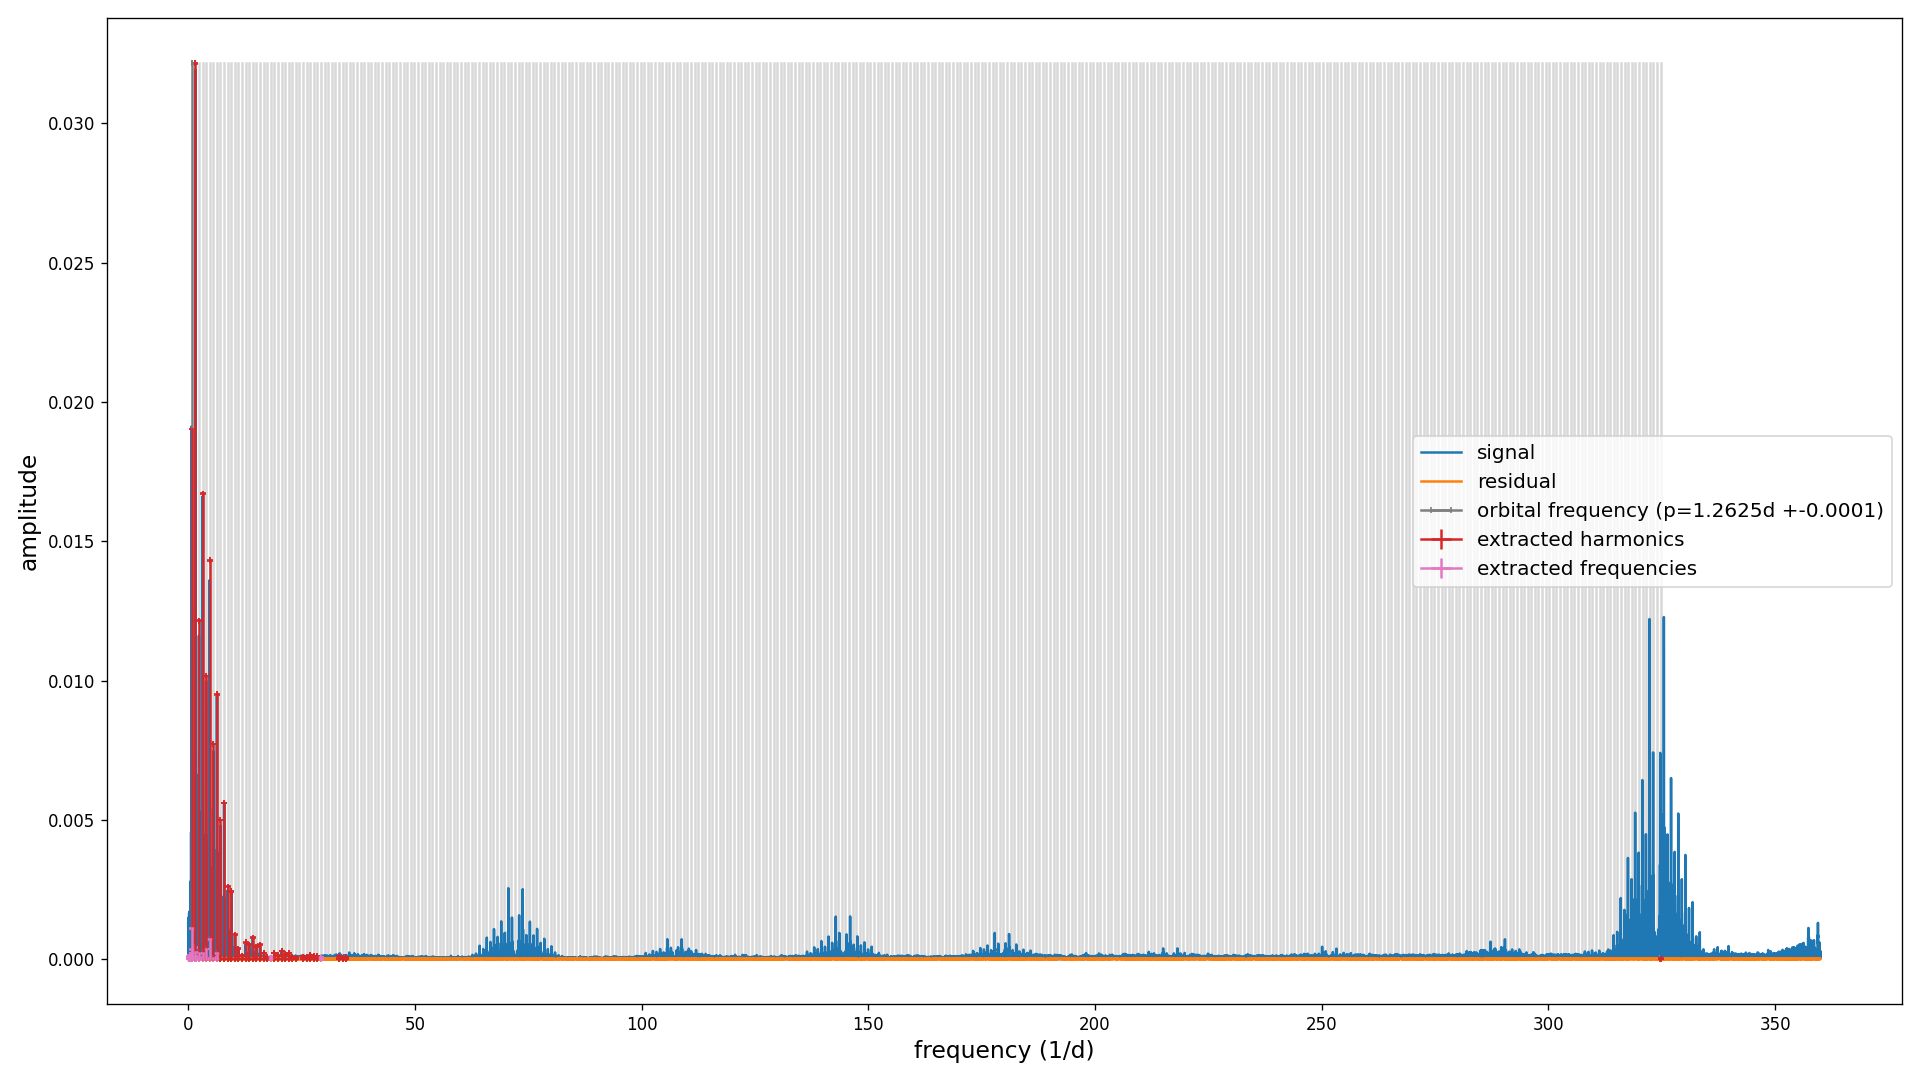 amplitude
0.030
0.025
0.020
0.015
0.010
0.005
0.000
signal
residual
orbital frequency (p=1.2625d +-0.0001)
extracted harmonics
extracted frequencies
0 50 100 150 200 250 300 350
frequency (1/d)